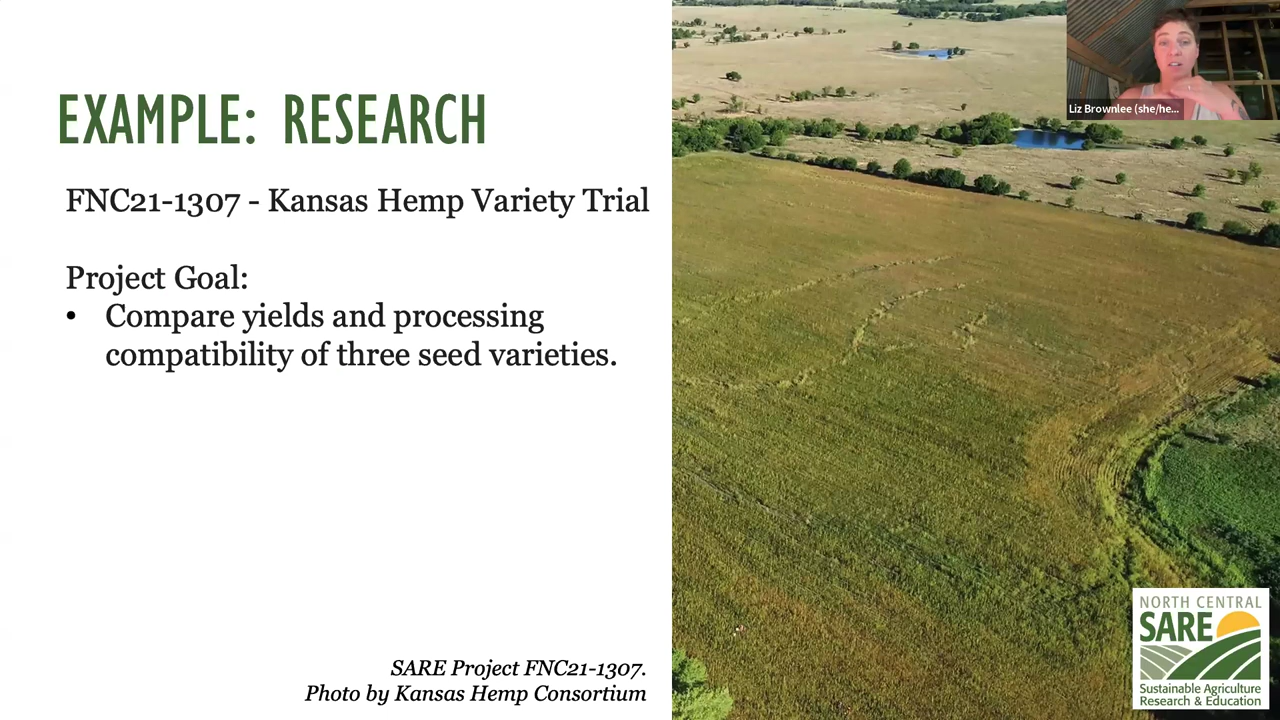 EXAMPLE: RESEARCH
FNC21-1307 - Kansas Hemp Variety Trial
Project Goal:
• Compare yields and processing
compatibility of three seed varieties.
SARE Project FNC21-1307.
Photo by Kansas Hemp Consortium
Liz Brownlee (she/he...
NORTH CENTRAL
SARE
Sustainable Agriculture
Research & Education